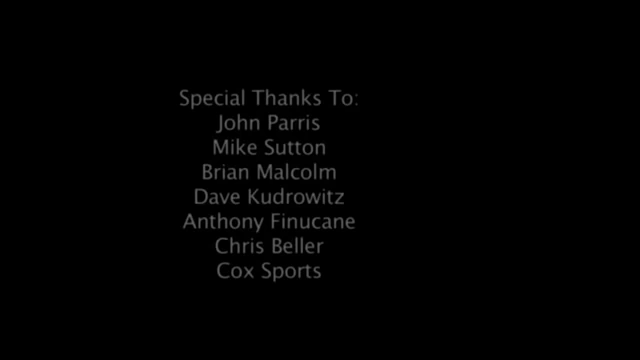 Special Thanks To:
John Parris
Mike Sutton
Brian Malcolm
Dave Kudrowitz
Anthony Finucane
Chris Beller
Cox Sports